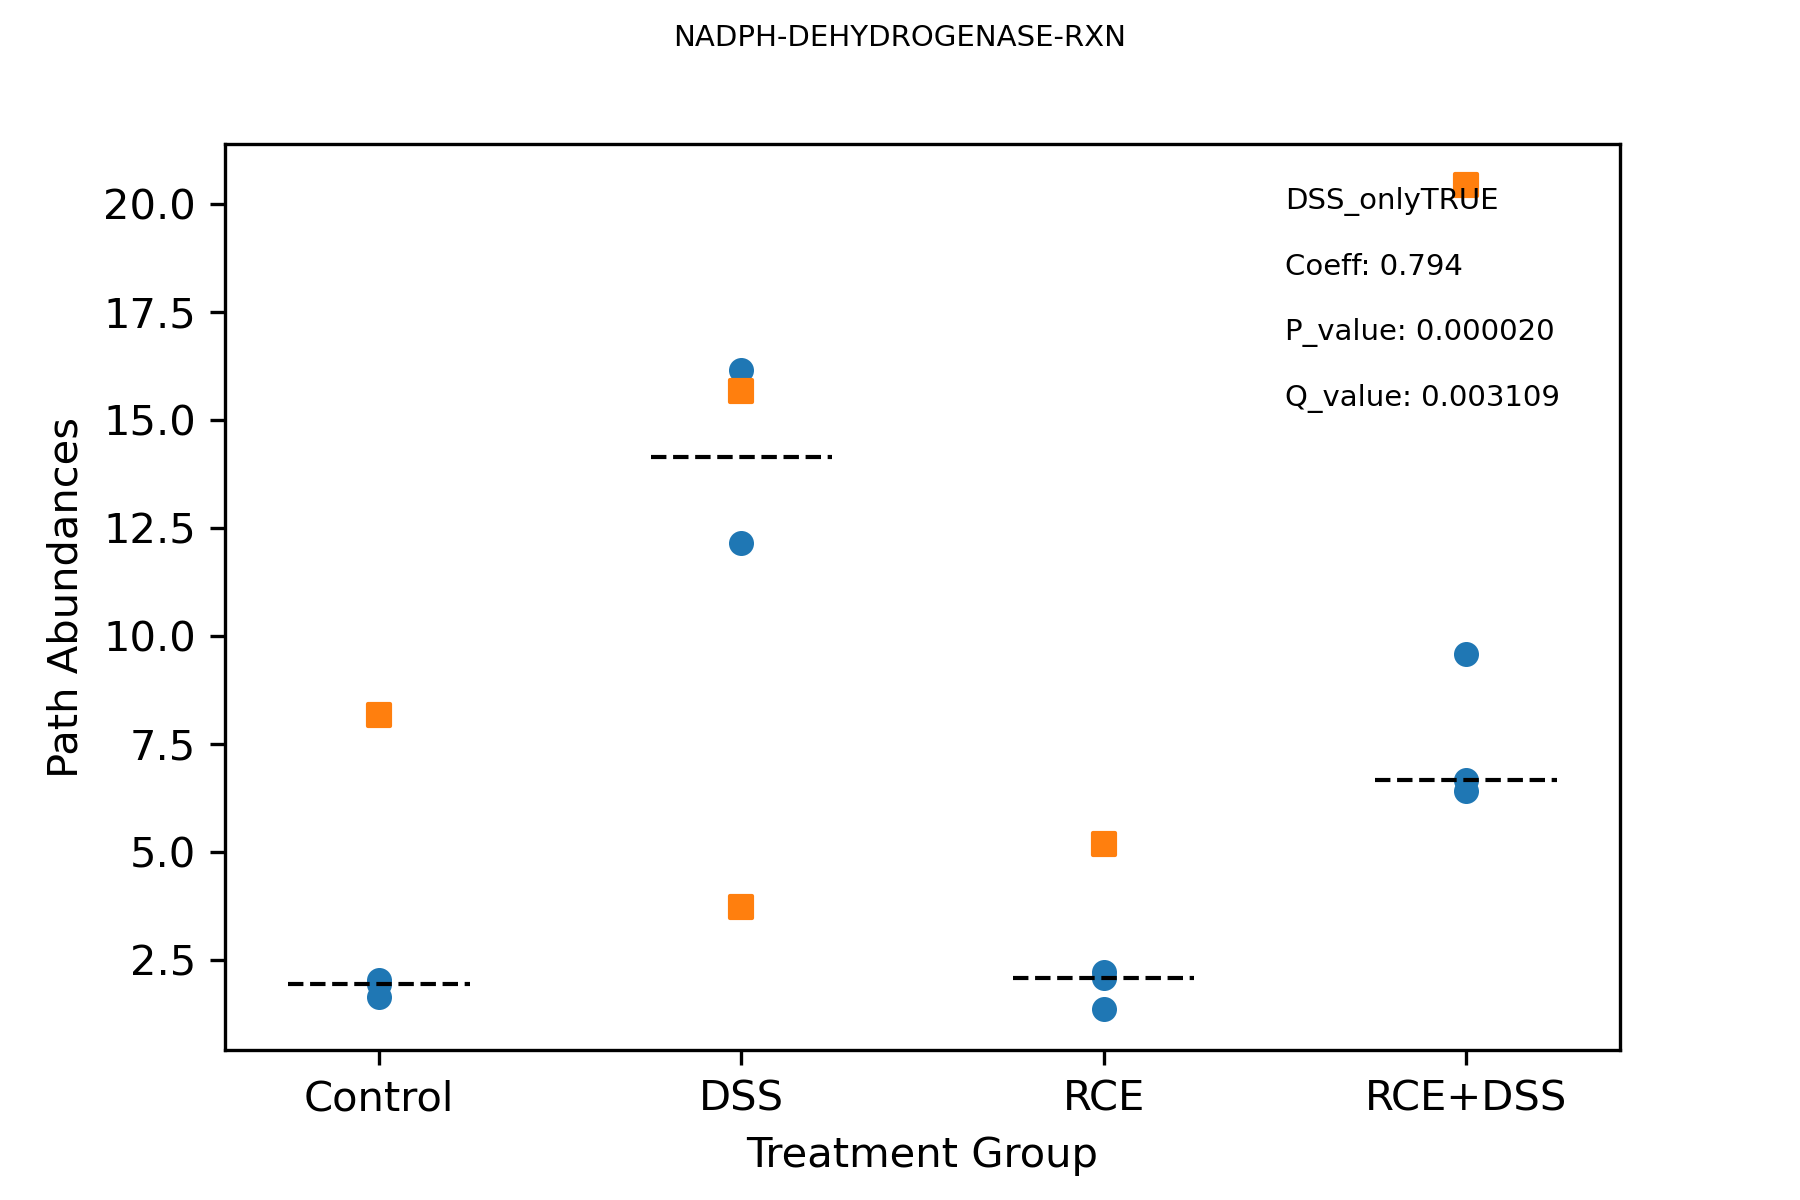 NADPH-DEHYDROGENASE-RXN
DSS_onlyTRUE
Coeff: 0.794
P_value: 0.000020
Q_value: 0.003109
Path Abundances
20.0
17.5
15.0
12.5
10.0
7.5
5.0
2.5
Control DSS RCE RCE+DSS
Treatment Group